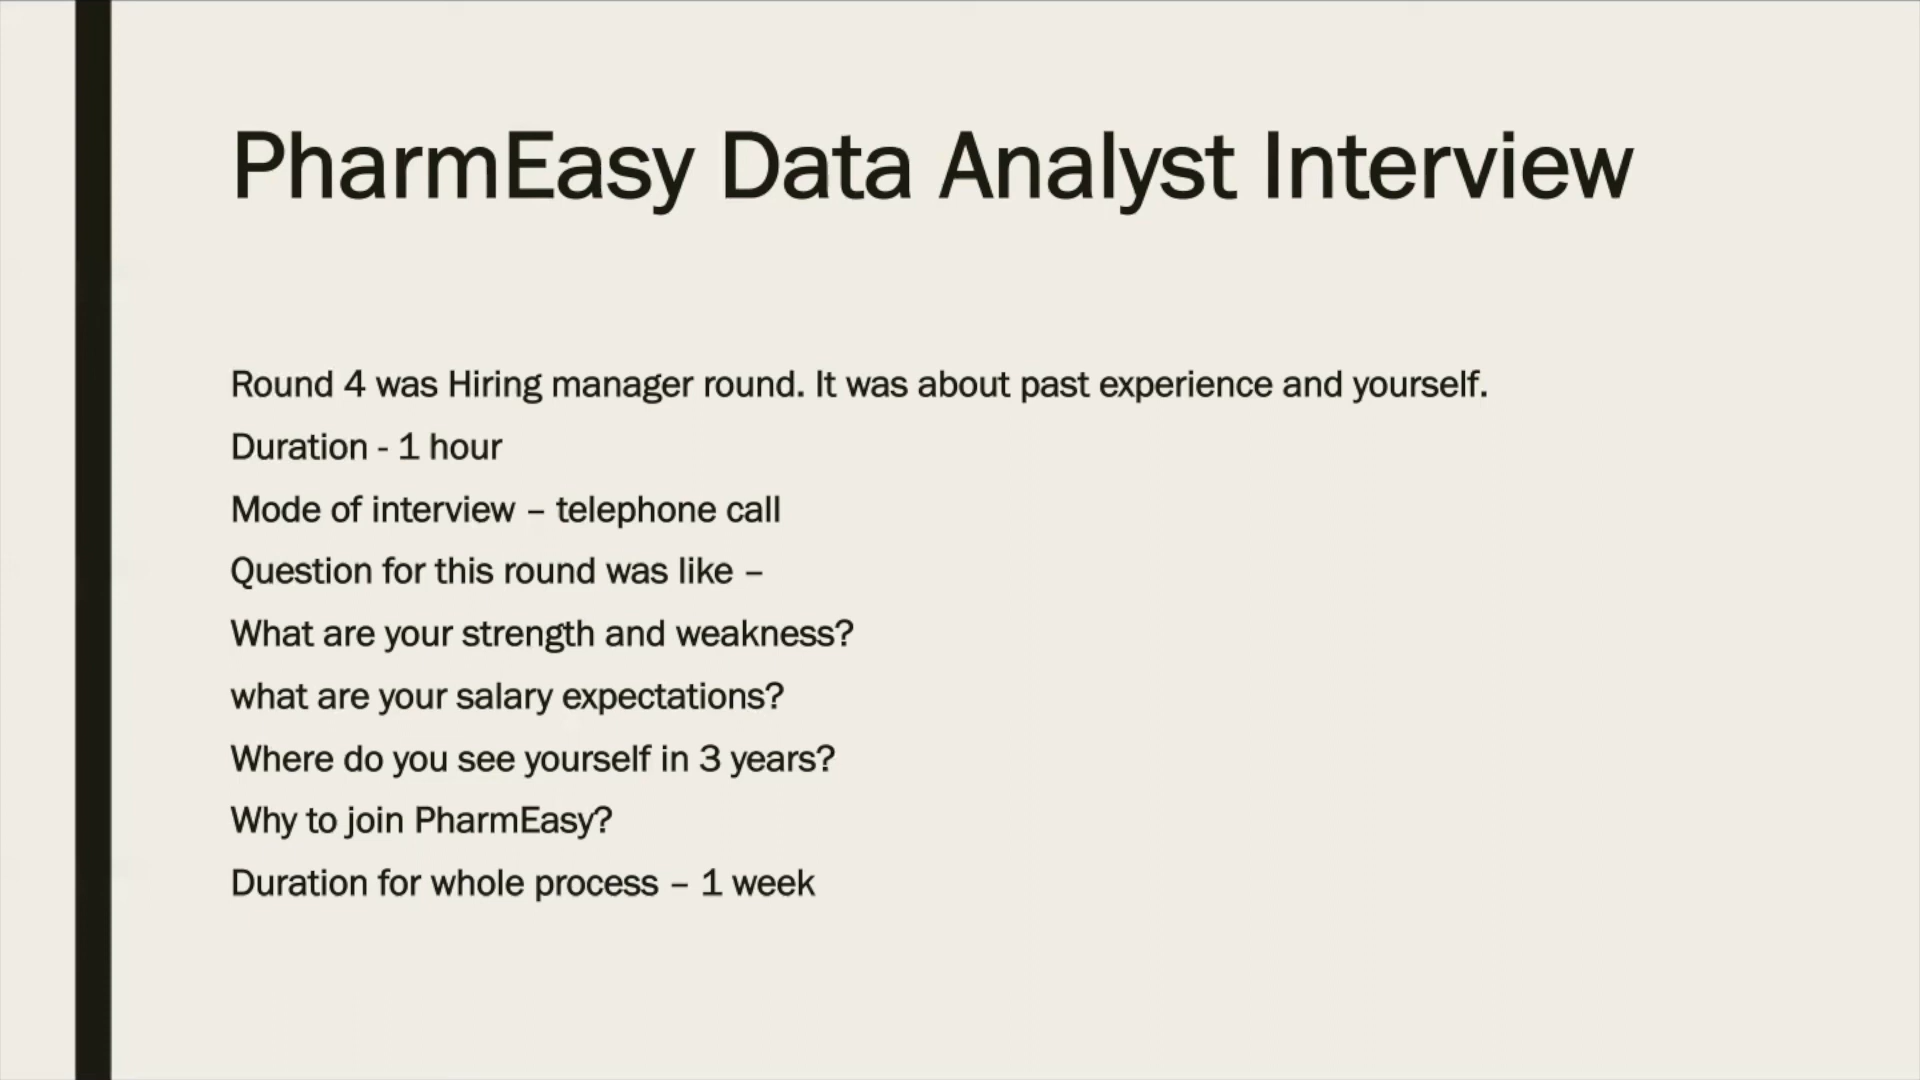 PharmEasy Data Analyst Interview
Round 4 was Hiring manager round. It was about past experience and yourself.
Duration - 1 hour
Mode of interview – telephone call
Question for this round was like –
What are your strength and weakness?
what are your salary expectations?
Where do you see yourself in 3 years?
Why to join PharmEasy?
Duration for whole process – 1 week